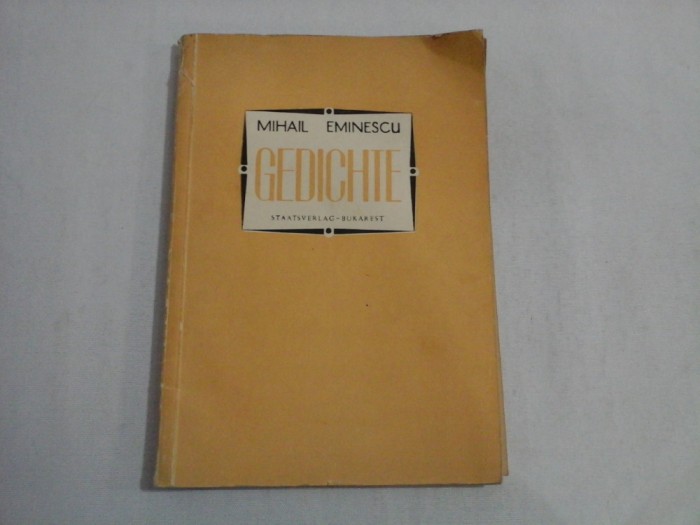 MIHAIL EMINESCU
GEDICHTE
STAATSVERLAG-BUKAREST